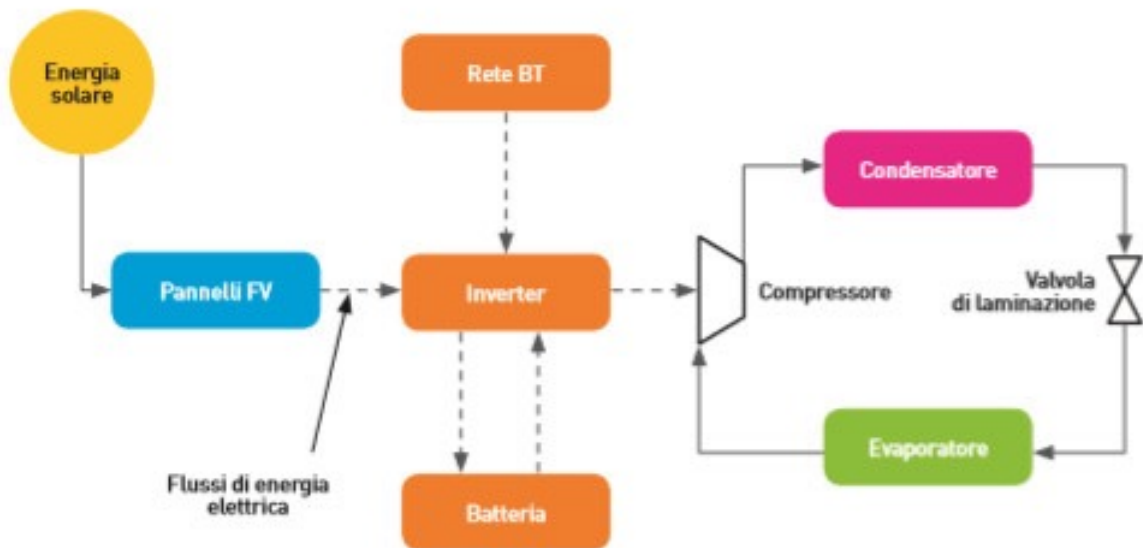 Energia
solare
Rete BT
Condensatore
Pannelli FV
Inverter
Compressore
Valvola
di laminazione
Evaporatore
Flussi di energia
elettrica
Batteria